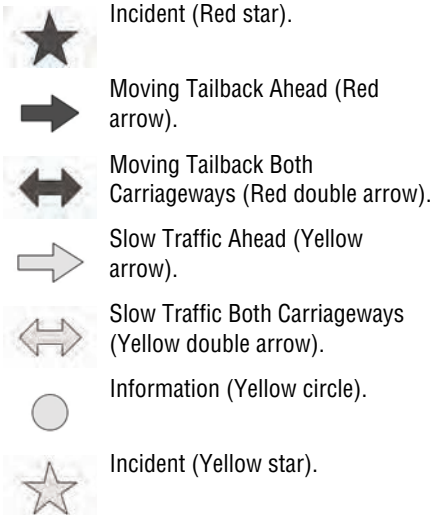 Incident (Red star).
Moving Tailback Ahead (Red
arrow).
Moving Tailback Both
Carriageways (Red double arrow).
Slow Traffic Ahead (Yellow
arrow).
Slow Traffic Both Carriageways
(Yellow double arrow).
Information (Yellow circle).
Incident (Yellow star).